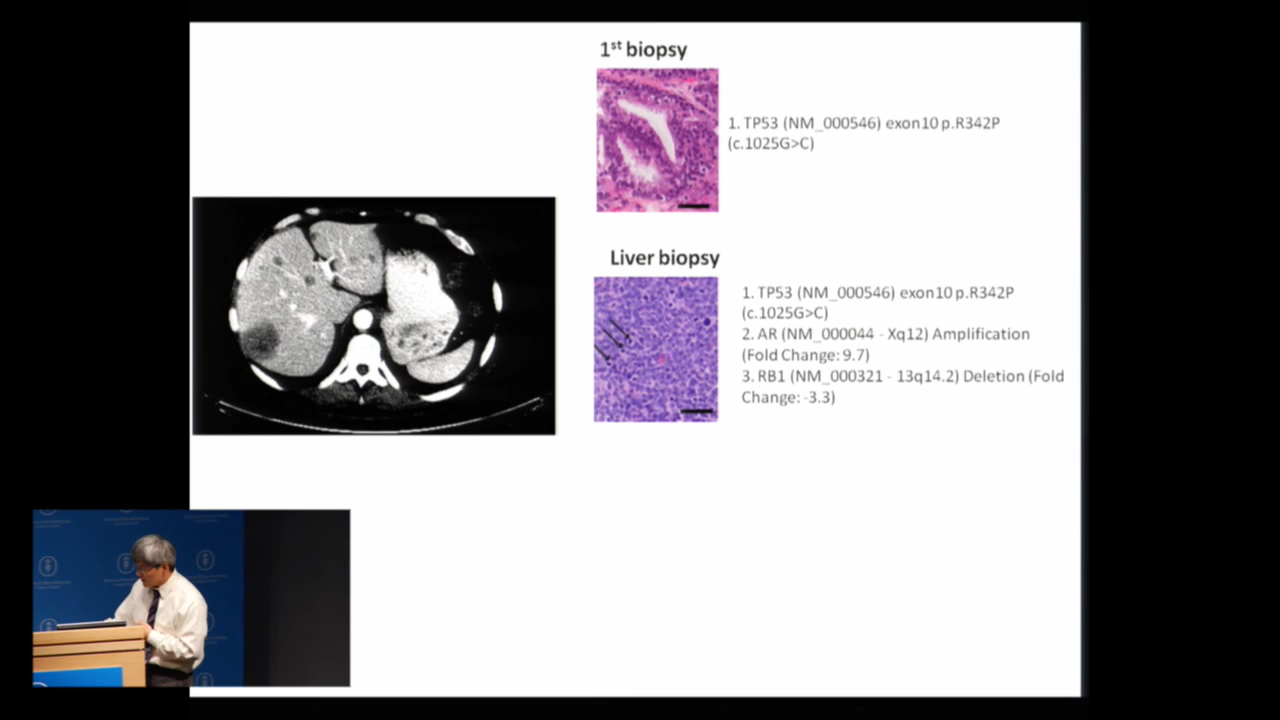 1st biopsy
1. TP53 (NM_000546) exon10 p.R342P
(c.1025G>C)
Liver biopsy
1. TP53 (NM_000546) exon10 p.R342P
(c.1025G>C)
2. AR (NM_000044 - Xq12) Amplification
(Fold Change: 9.7)
3. RB1 (NM_000321 - 13q14.2) Deletion (Fold
Change: -3.3)